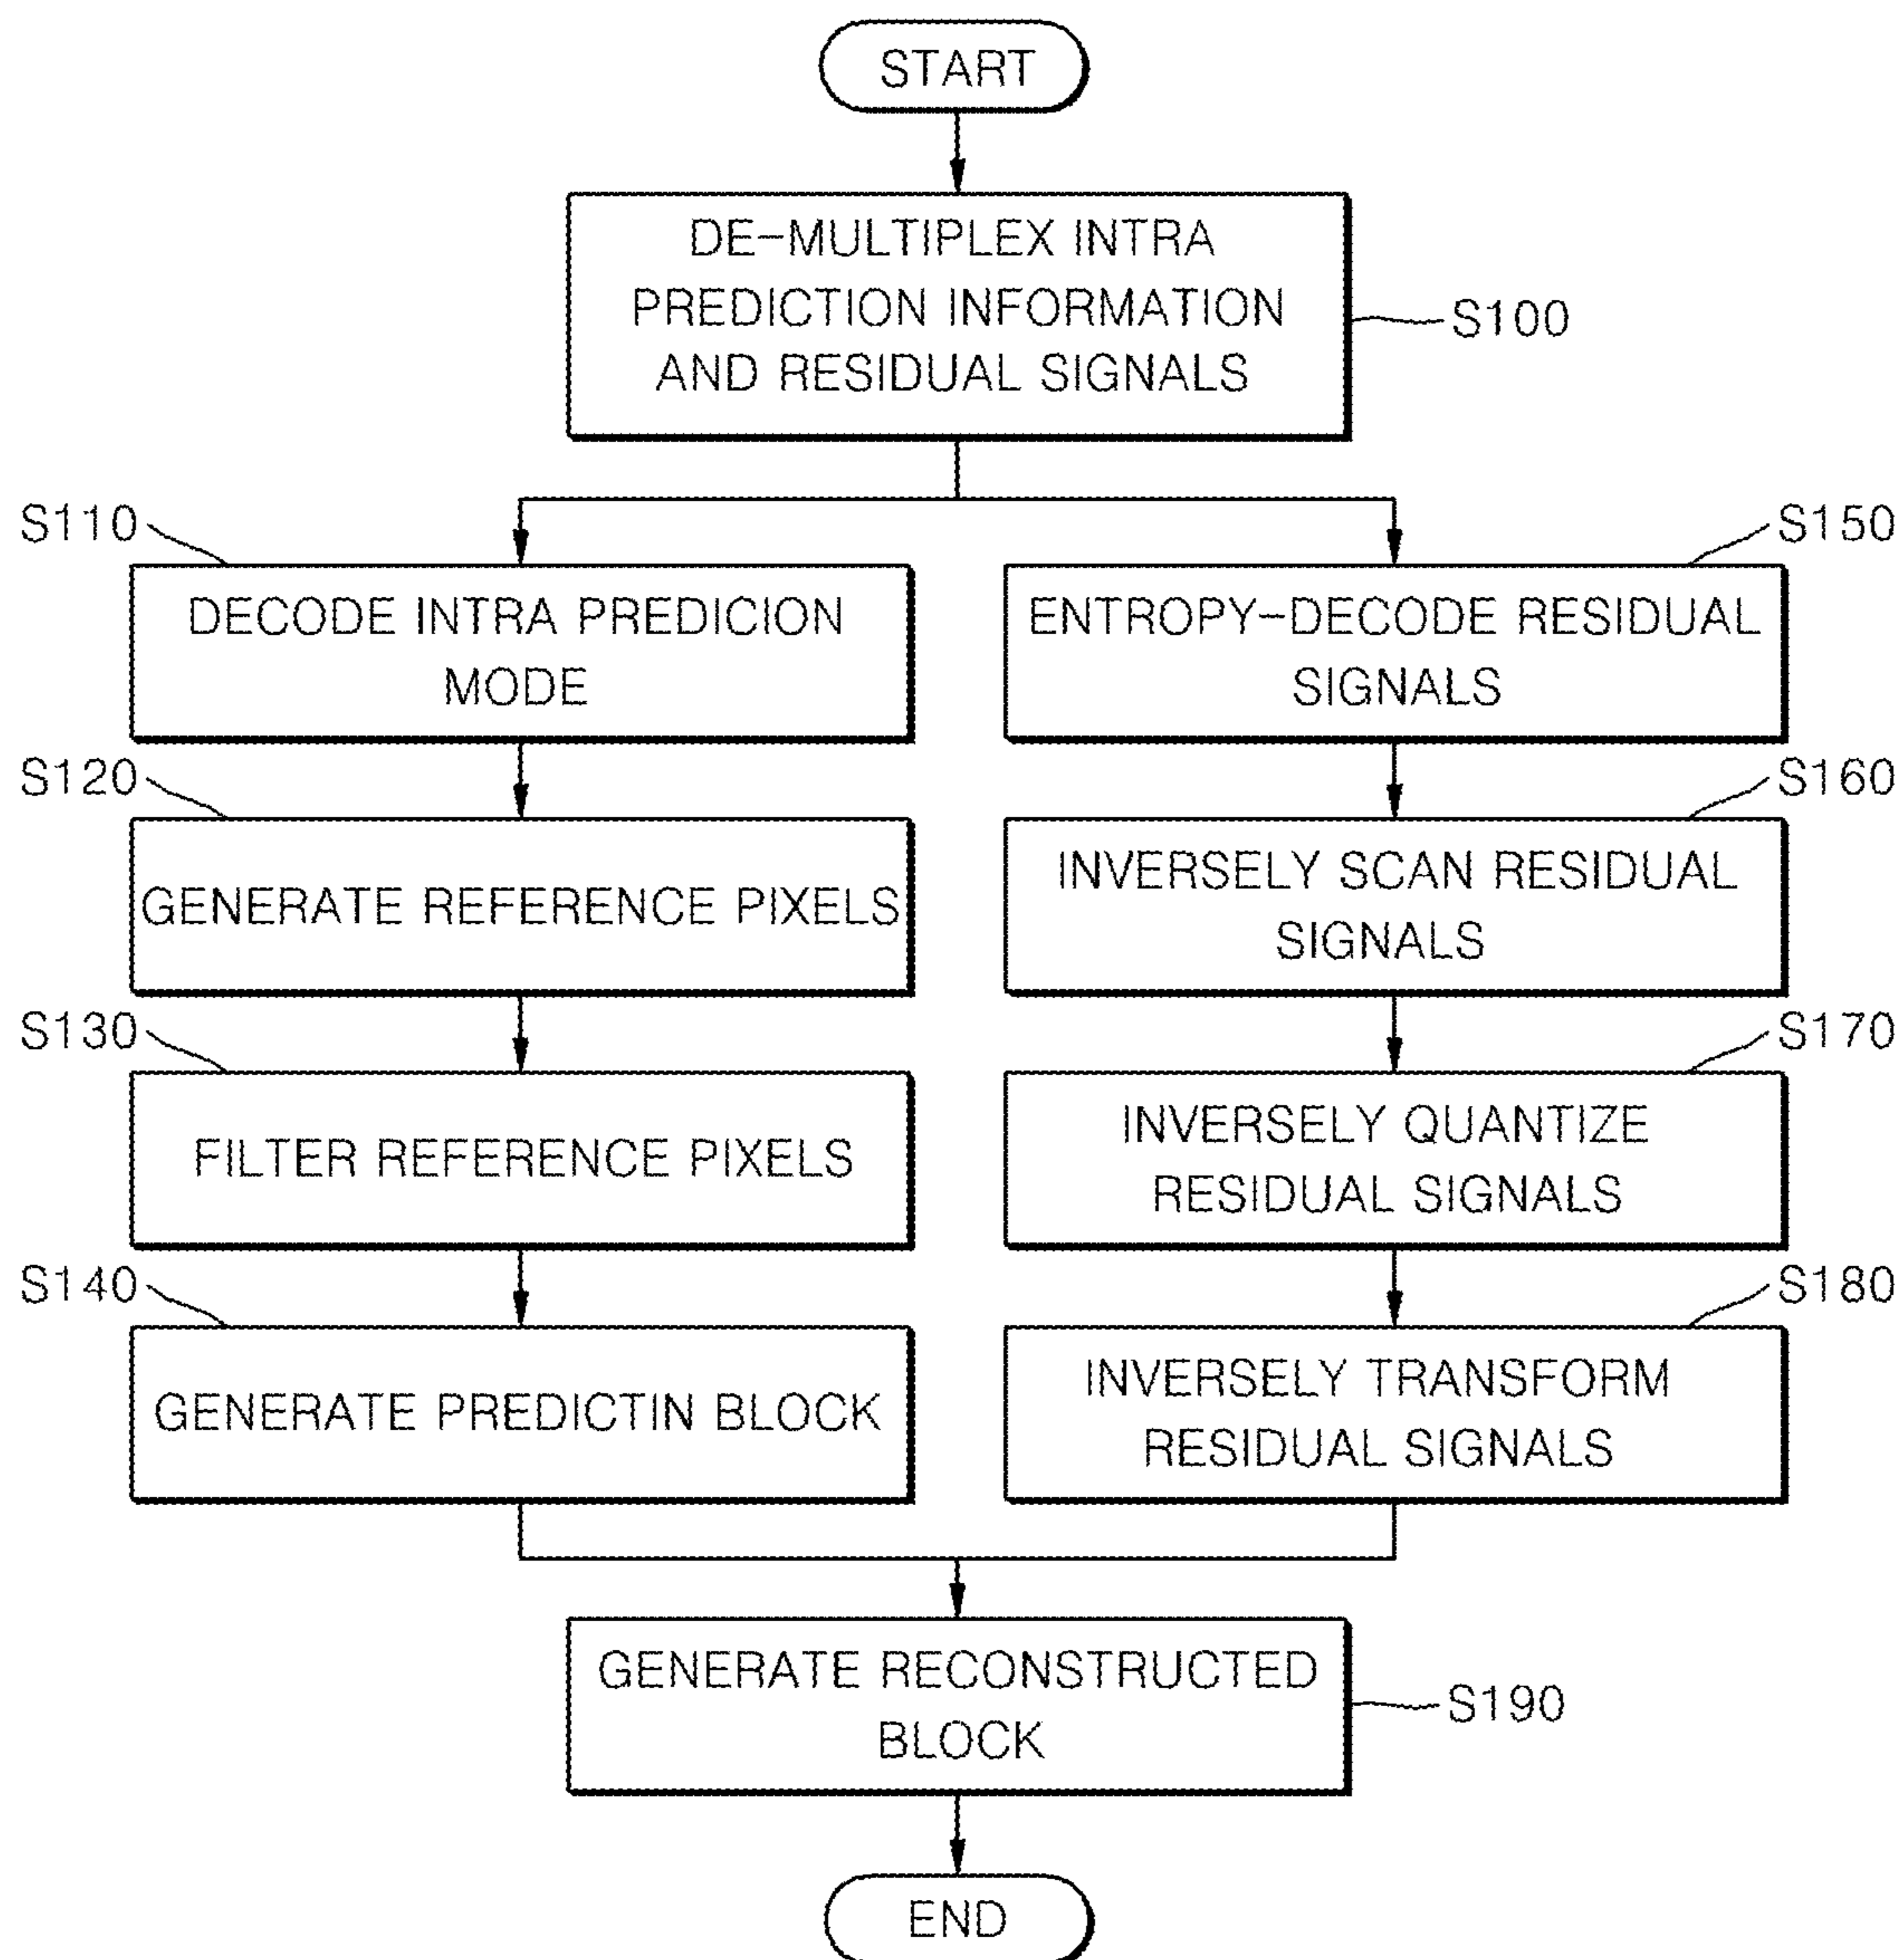 START
DE-MULTIPLEX INTRA
PREDICTION INFORMATION
AND RESIDUAL SIGNALS
S100
S110
DECODE INTRA PREDICION
MODE
S120
GENERATE REFERENCE PIXELS
S130
FILTER REFERENCE PIXELS
S140
GENERATE PREDICTIN BLOCK
S150
ENTROPY-DECODE RESIDUAL
SIGNALS
S160
INVERSELY SCAN RESIDUAL
SIGNALS
S170
INVERSELY QUANTIZE
RESIDUAL SIGNALS
S180
INVERSELY TRANSFORM
RESIDUAL SIGNALS
GENERATE RECONSTRUCTED
BLOCK
S190
END